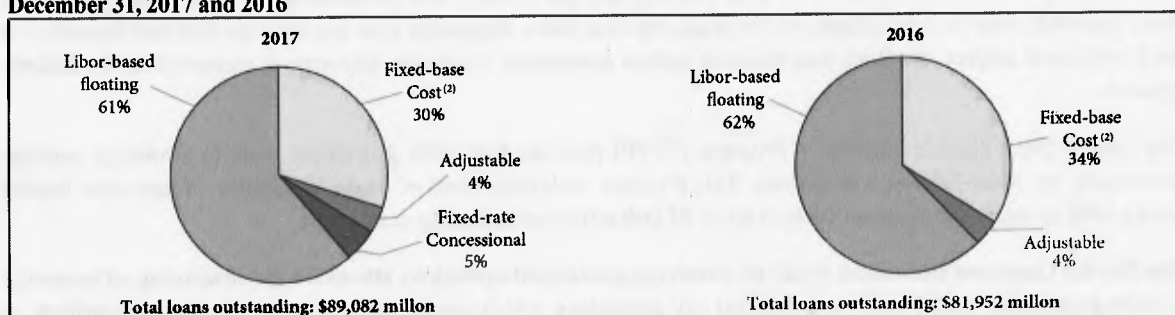 December 31, 2017 and 2016
2017
Libor-based
floating
61%
Fixed-base
Cost(2)
30%
Adjustable
4%
Fixed-rate
Concessional
5%
Total loans outstanding: $89,082 millon
2016
Libor-based
floating
62%
Fixed-base
Cost(2)
34%
Adjustable
4%
Total loans outstanding: $81,952 millon